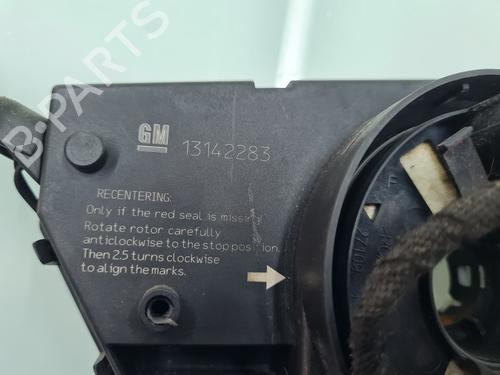 B-PARTS
GM
13142283
RECENTERING:
Only if the red seal is missing
Rotate rotor carefully
anticlockwise to the stop position.
Then 2.5 turns clockwise
to align the marks.